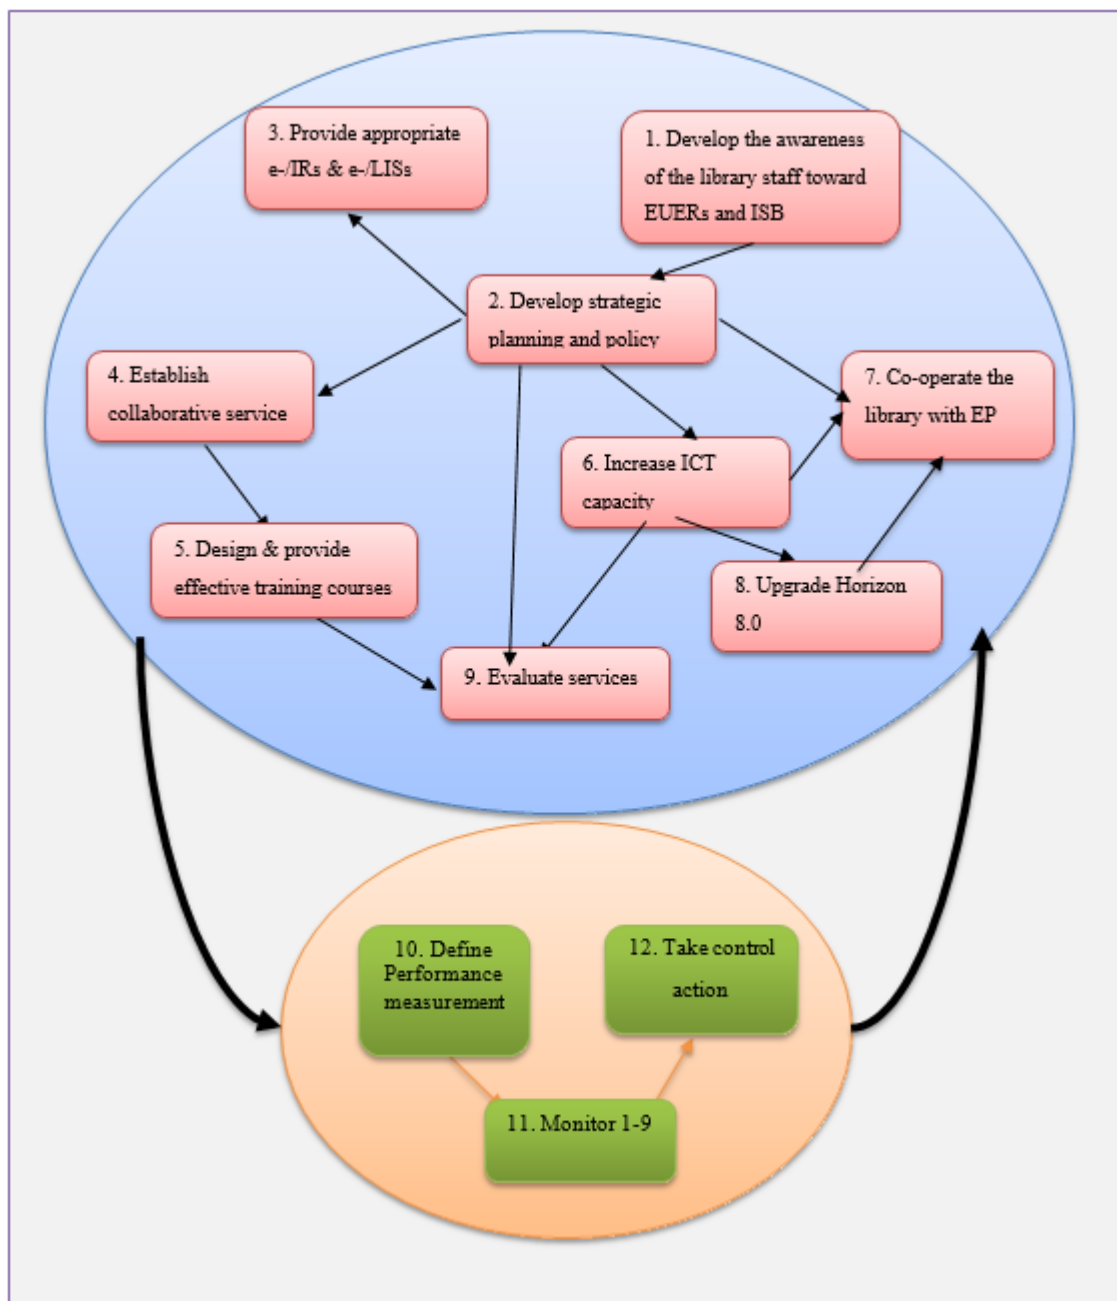 3. Provide appropriate
e-/IRs & e-/LISs
1. Develop the awareness
of the library staff toward
EUERs and ISB
2. Develop strategic
planning and policy
4. Establish
collaborative service
7. Co-operate the
library with EP
6. Increase ICT
capacity
5. Design & provide
effective training courses
8. Upgrade Horizon
8.0
9. Evaluate services
10. Define
Performance
measurement
12. Take control
action
11. Monitor 1-9